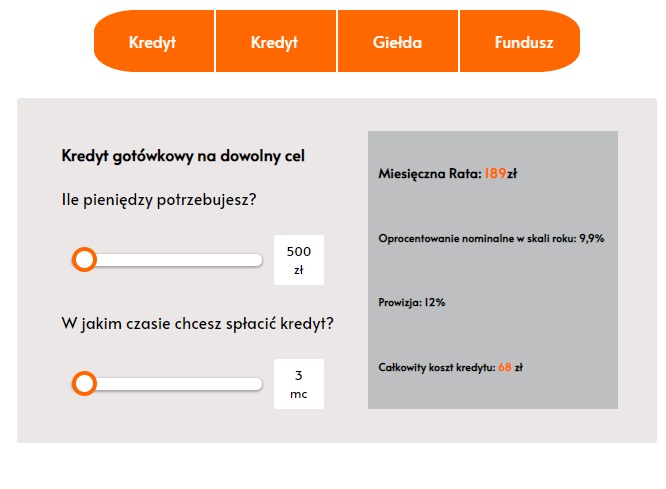 Kredyt
Kredyt
Giełda
Fundusz
Kredyt gotówkowy na dowolny cel
Ile pieniędzy potrzebujesz?
500
zł
W jakim czasie chcesz spłacić kredyt?
3
mc
Miesięczna Rata: 189zł
Oprocentowanie nominalne w skali roku: 9,9%
Prowizja: 12%
Całkowity koszt kredytu: 68 zł